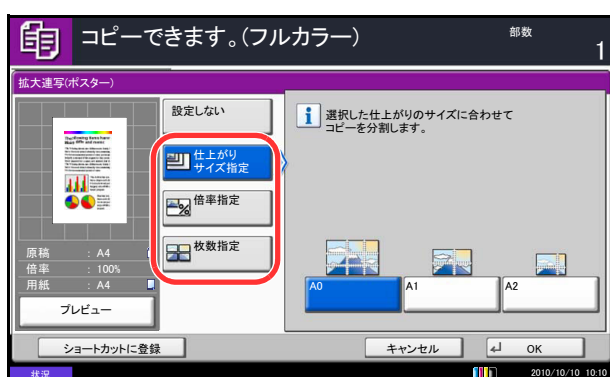 コピーできます。(フルカラー)
部数
1
拡大連写(ポスター)
設定しない
選択した仕上がりのサイズに合わせて
コピーを分割します。
仕上がり
サイズ指定
倍率指定
枚数指定
原稿 : A4
倍率 : 100%
用紙 : A4
A0
A1
A2
プレビュー
ショートカットに登録
キャンセル
OK
状況
2010/10/10 10:10